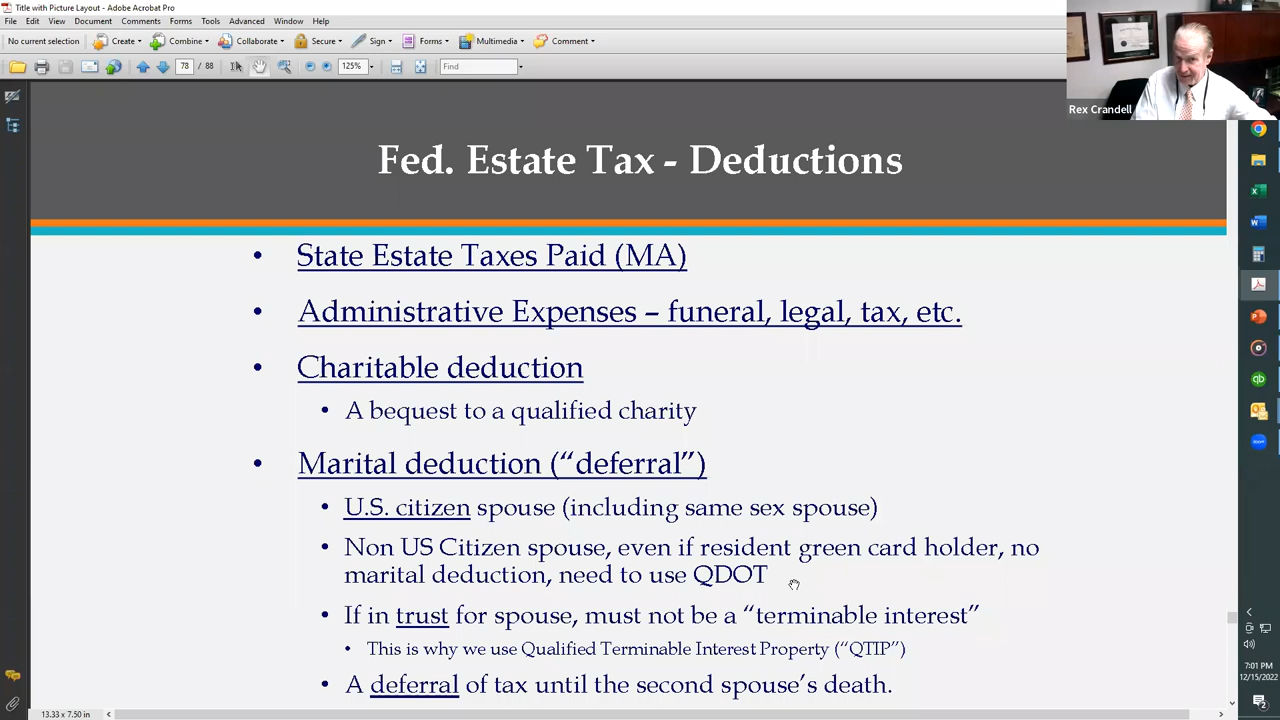 Title with Picture Layout - Adobe Acrobat Pro
File Edit View Document Comments Forms Tools Advanced Window Help
No current selection Create Combine Collaborate Secure Sign Forms Multimedia Comment
78 / 88 125% Find
Rex Crandell
Fed. Estate Tax - Deductions
• State Estate Taxes Paid (MA)
• Administrative Expenses – funeral, legal, tax, etc.
• Charitable deduction
• A bequest to a qualified charity
• Marital deduction (“deferral”)
• U.S. citizen spouse (including same sex spouse)
• Non US Citizen spouse, even if resident green card holder, no
marital deduction, need to use QDOT
• If in trust for spouse, must not be a “terminable interest”
• This is why we use Qualified Terminable Interest Property (“QTIP”)
• A deferral of tax until the second spouse’s death.
13.33 x 7.50 in
zoom
7:01 PM
12/15/2022
2